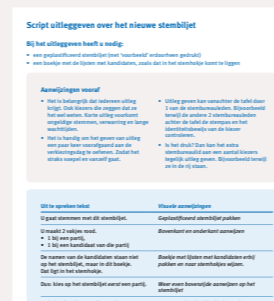 Script uitleggeven over het nieuwe stembiljet
Bij het uitleggeven heeft u nodig:
• een geplastificeerd stembiljet (met 'voorbeeld' erdoorheen gedrukt)
• een boekje met de lijsten met kandidaten, zoals dat in het stemhokje komt te liggen
Aanwijzingen vooraf
• Het is belangrijk dat iedereen uitleg
krijgt. Ook kiezers die zeggen dat ze
het wel weten. Korte uitleg voorkomt
ongeldige stemmen, verwarring en lange
wachttijden.
• Het is handig om het geven van uitleg
een paar keer voorafgaand aan de
verkiezingsdag te oefenen. Zodat het
straks soepel en vanzelf gaat.
• Uitleg geven kan vanachter de tafel door
1 van de stembureauleden. Bijvoorbeeld
terwijl de andere 2 stembureauleden
achter de tafel de stempas en het
identiteitsbewijs van de kiezer
controleren.
• Is het druk? Dan kan het extra
stembureaulid aan een aantal kiezers
tegelijk uitleg geven. Bijvoorbeeld terwijl
ze in de rij staan.
Uit te spreken tekst
Visuele aanwijzingen
U gaat stemmen met dit stembiljet.
Geplastificeerd stembiljet pakken
U maakt 2 vakjes rood.
• 1 bij een partij,
• 1 bij een kandidaat van die partij
Bovenkant en onderkant aanwijzen
De namen van de kandidaten staan niet
op het stembiljet, maar in dit boekje.
Dat ligt in het stemhokje.
Boekje met lijsten met kandidaten erbij
pakken en naar stemhokjes wijzen.
Dus: kies op het stembiljet eerst een partij.
Weer even bovenzijde aanwijzen op het
stembiljet